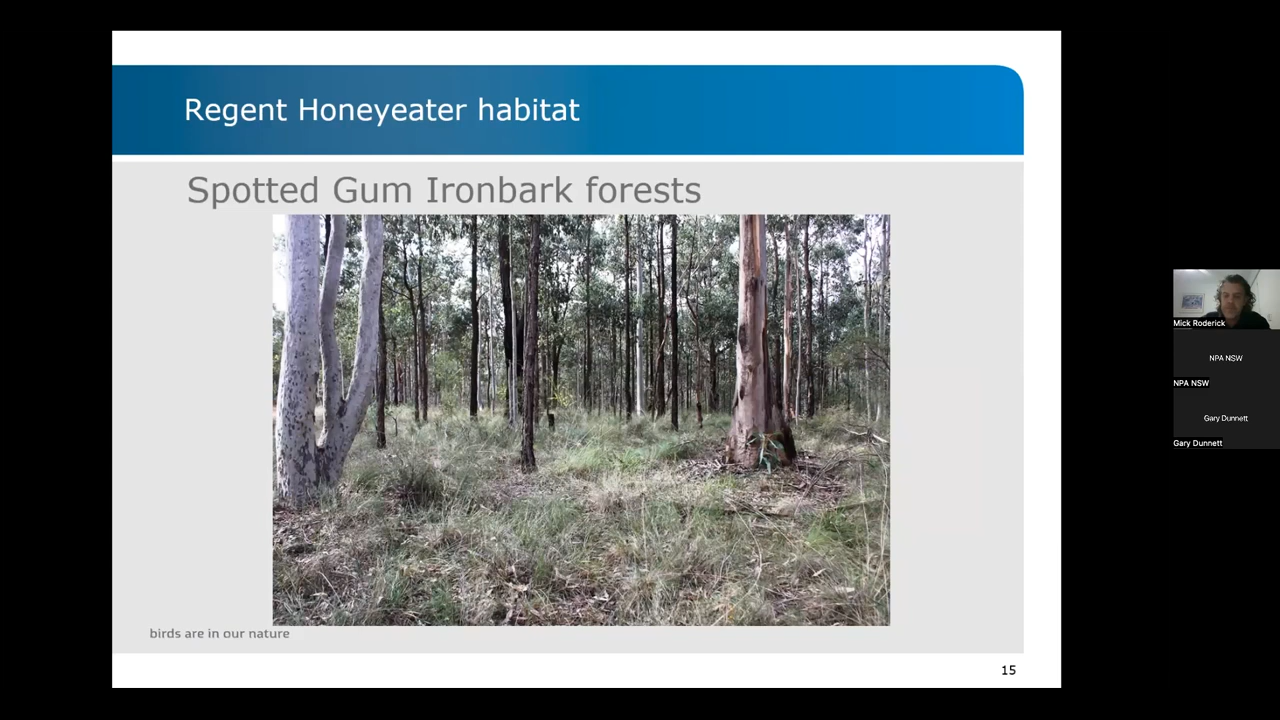 Regent Honeyeater habitat
Spotted Gum Ironbark forests
birds are in our nature
15
Mick Roderick
NPA NSW
NPA NSW
Gary Dunnett
Gary Dunnett